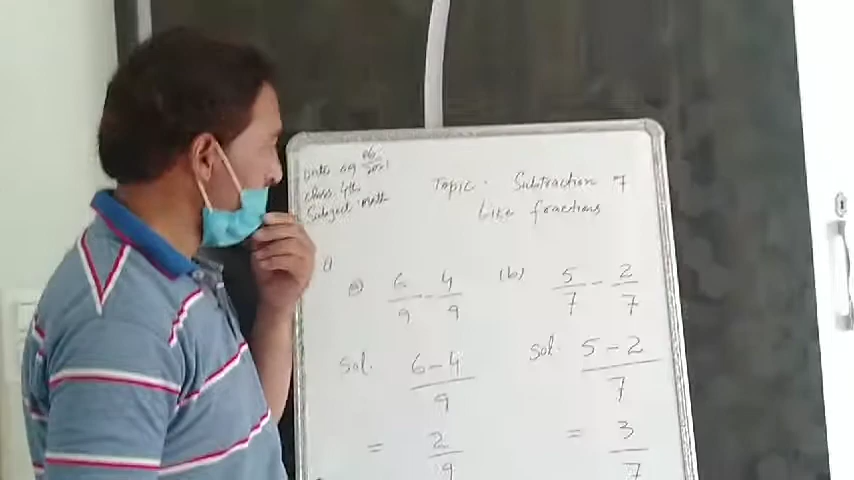 Date 09 06/2021
Class 4th
Subject math
Topic. Subtraction of
Like fractions
(a) 6/9 - 4/9
(b) 5/7 - 2/7
Sol. 6-4/9
Sol. 5-2/7
= 2/9
= 3/7